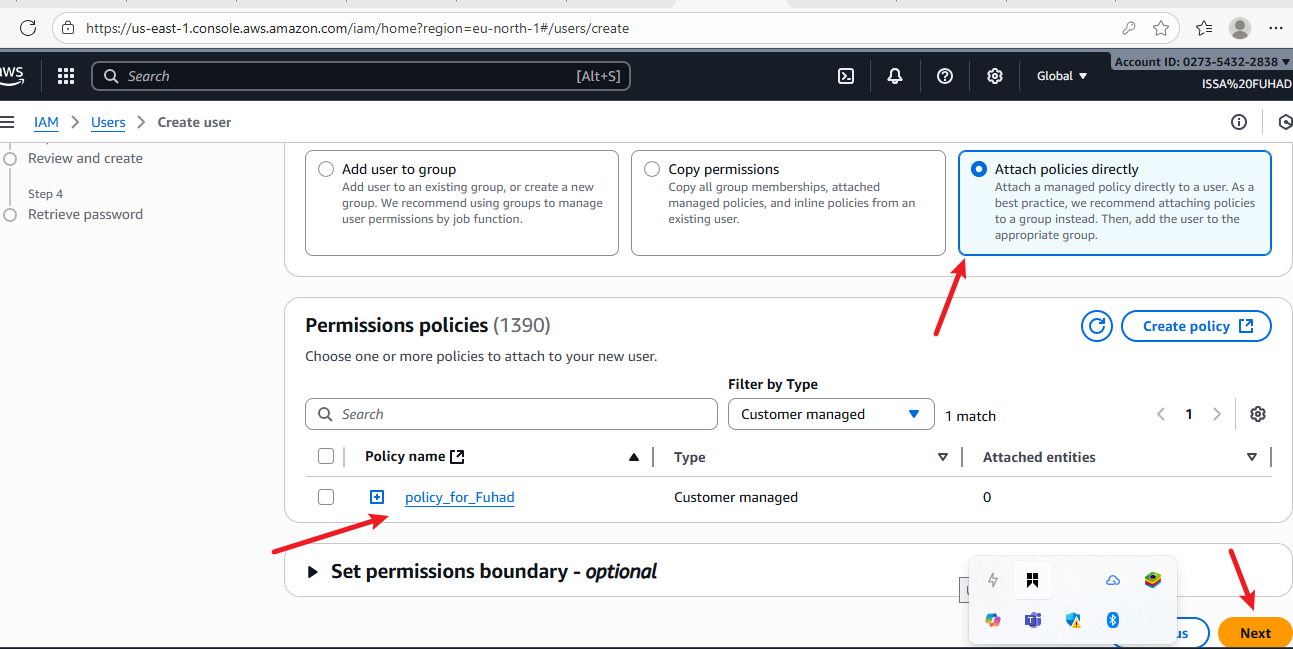 https://us-east-1.console.aws.amazon.com/iam/home?region=eu-north-1#/users/create
aws
Search
[Alt+S]
Global
Account ID: 0273-5432-2838
ISSA%20FUHAD
IAM
Users
Create user
Review and create
Step 4
Retrieve password
Add user to group
Add user to an existing group, or create a new
group. We recommend using groups to manage
user permissions by job function.
Copy permissions
Copy all group memberships, attached
managed policies, and inline policies from an
existing user.
Attach policies directly
Attach a managed policy directly to a user. As a
best practice, we recommend attaching policies
to a group instead. Then, add the user to the
appropriate group.
Permissions policies (1390)
Create policy
Choose one or more policies to attach to your new user.
Filter by Type
Search
Customer managed
1 match
1
Policy name
Type
Attached entities
policy_for_Fuhad
Customer managed
0
Set permissions boundary - optional
us
Next